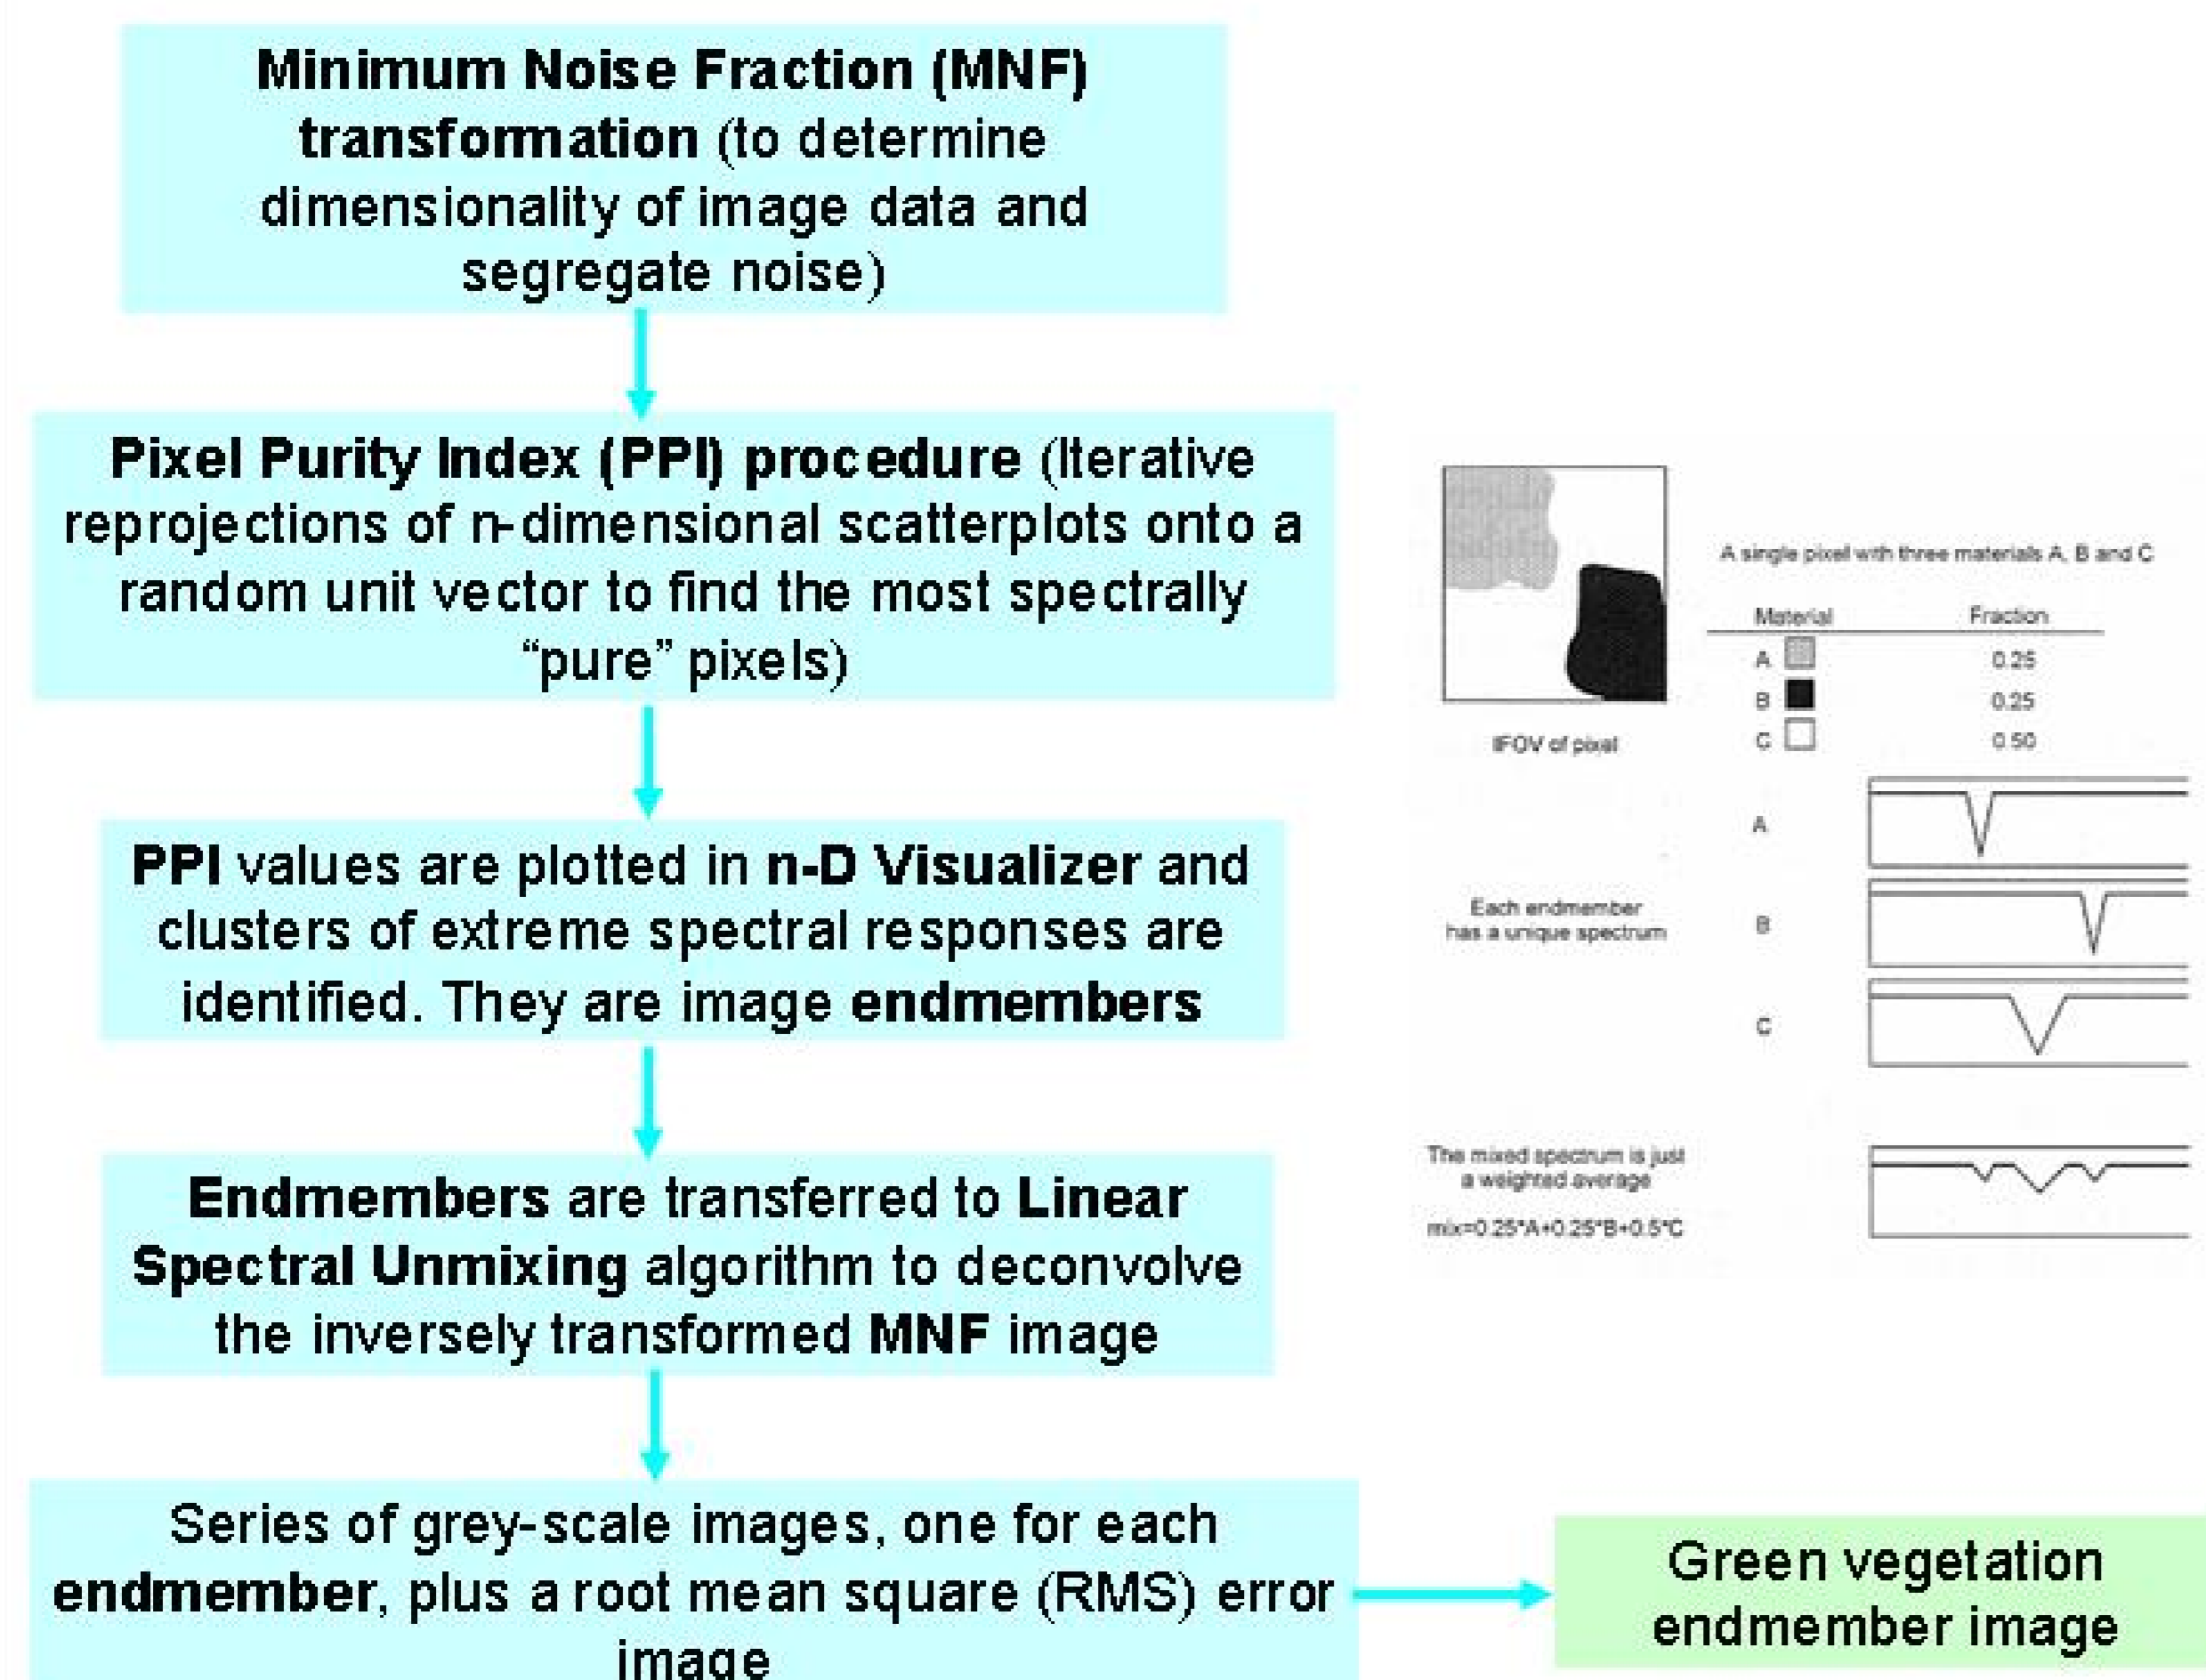 Minimum Noise Fraction (MNF)
transformation (to determine
dimensionality of image data and
segregate noise)
Pixel Purity Index (PPI) procedure (Iterative
reprojections of n-dimensional scatterplots onto a
random unit vector to find the most spectrally
“pure” pixels)
PPI values are plotted in n-D Visualizer and
clusters of extreme spectral responses are
identified. They are image endmembers
Endmembers are transferred to Linear
Spectral Unmixing algorithm to deconvolve
the inversely transformed MNF image
Series of grey-scale images, one for each
endmember, plus a root mean square (RMS) error
image
Green vegetation
endmember image
IFOV of pixel
A single pixel with three materials A, B and C
Material Fraction
A 0.25
B 0.25
C 0.50
Each endmember
has a unique spectrum
A
B
C
The mixed spectrum is just
a weighted average
mix=0.25*A+0.25*B+0.5*C